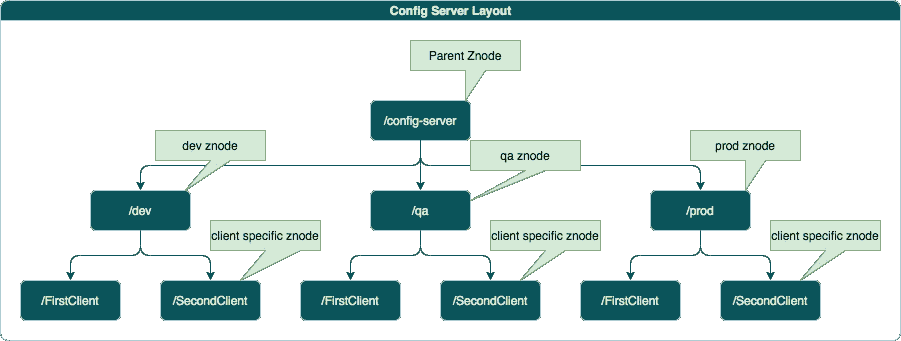 Config Server Layout
Parent Znode
/config-server
dev znode
qa znode
prod znode
/dev
/qa
/prod
client specific znode
client specific znode
client specific znode
/FirstClient
/SecondClient
/FirstClient
/SecondClient
/FirstClient
/SecondClient